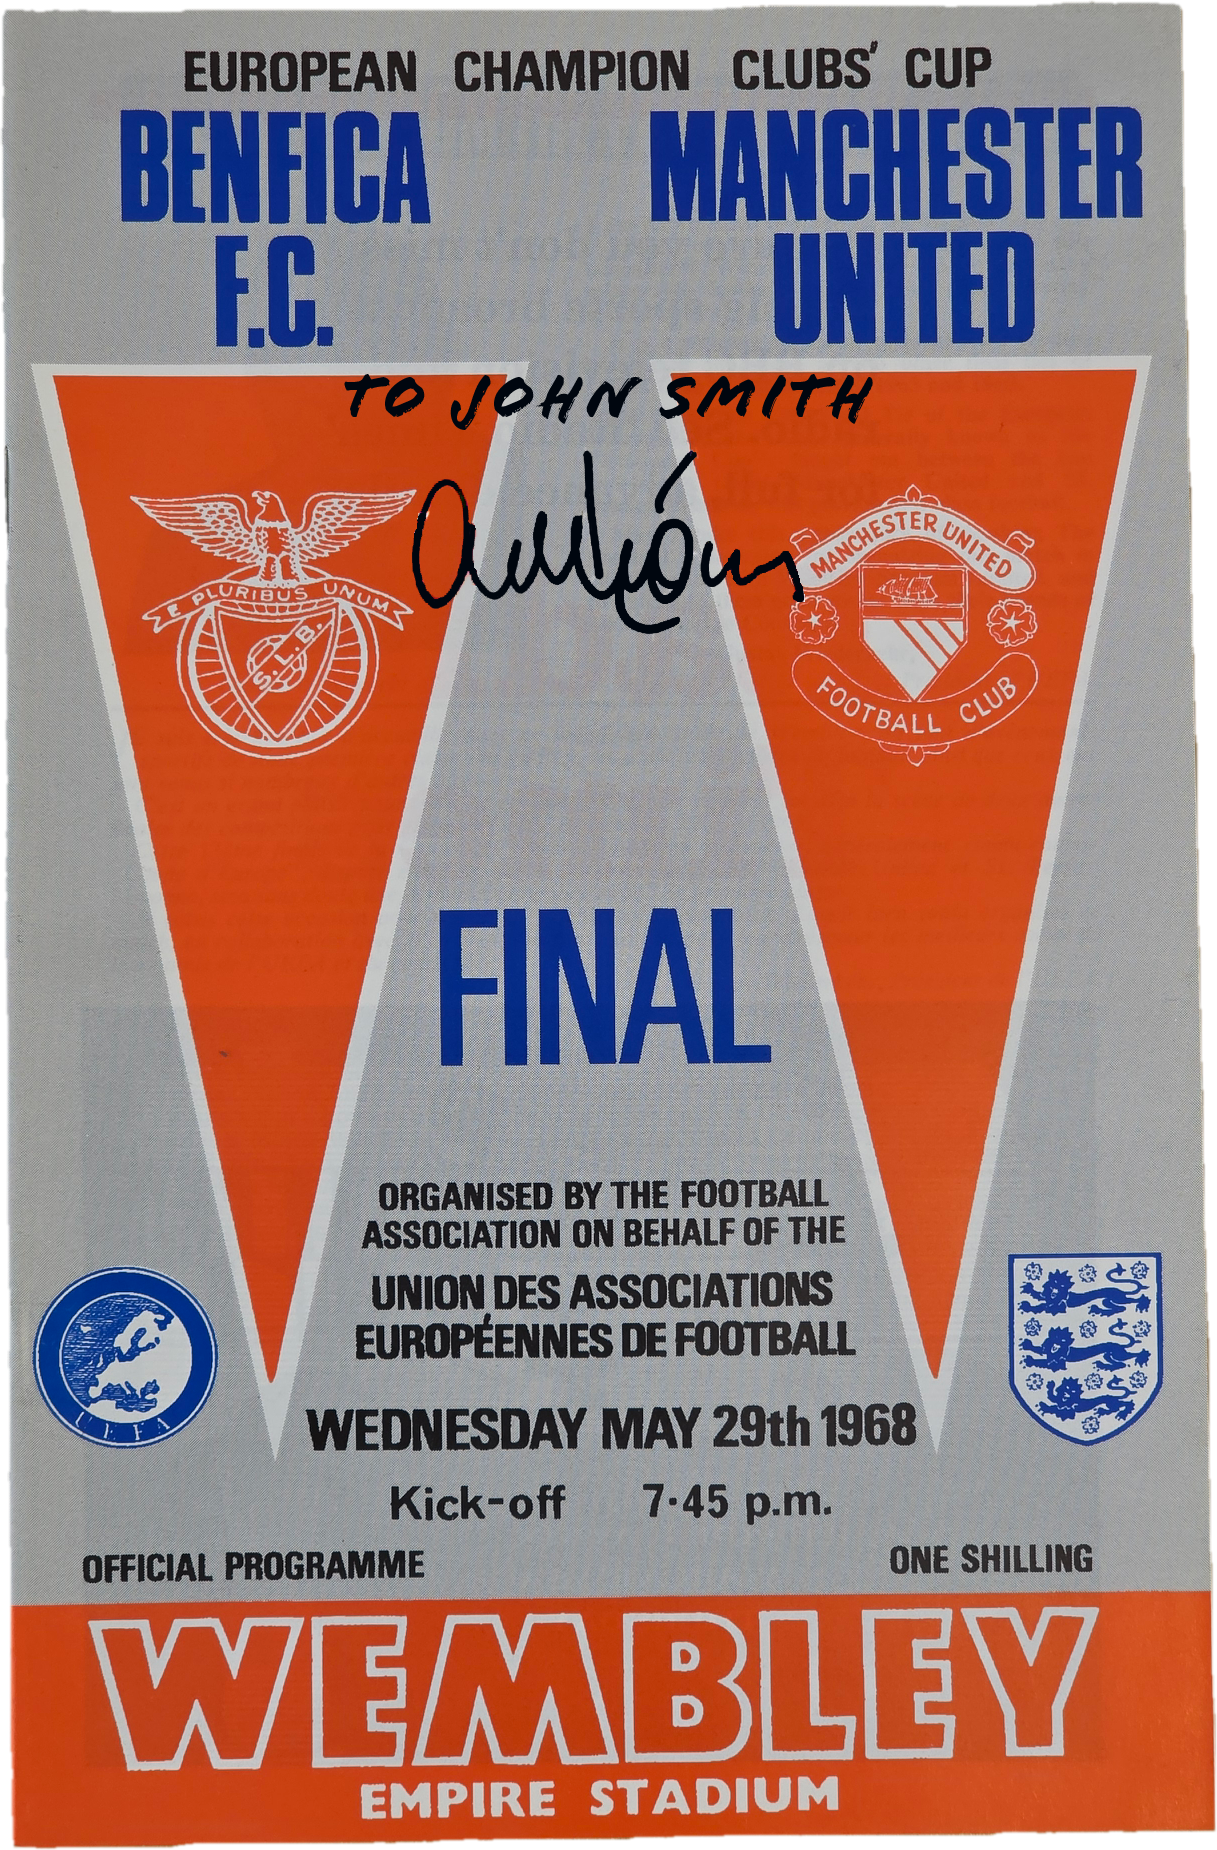 EUROPEAN CHAMPION CLUBS' CUP
BENFICA
F.C.
MANCHESTER
UNITED
TO JOHN SMITH
E PLURIBUS UNUM
S.L.B.
MANCHESTER UNITED
FOOTBALL CLUB
FINAL
ORGANISED BY THE FOOTBALL
ASSOCIATION ON BEHALF OF THE
UNION DES ASSOCIATIONS
EUROPÉENNES DE FOOTBALL
UEFA
WEDNESDAY MAY 29th 1968
Kick-off 7·45 p.m.
OFFICIAL PROGRAMME
ONE SHILLING
WEMBLEY
EMPIRE STADIUM